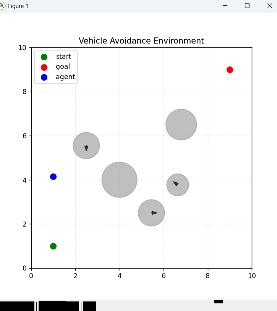 Figure 1
Vehicle Avoidance Environment
start
goal
agent
10
8
6
4
2
0
0 2 4 6 8 10